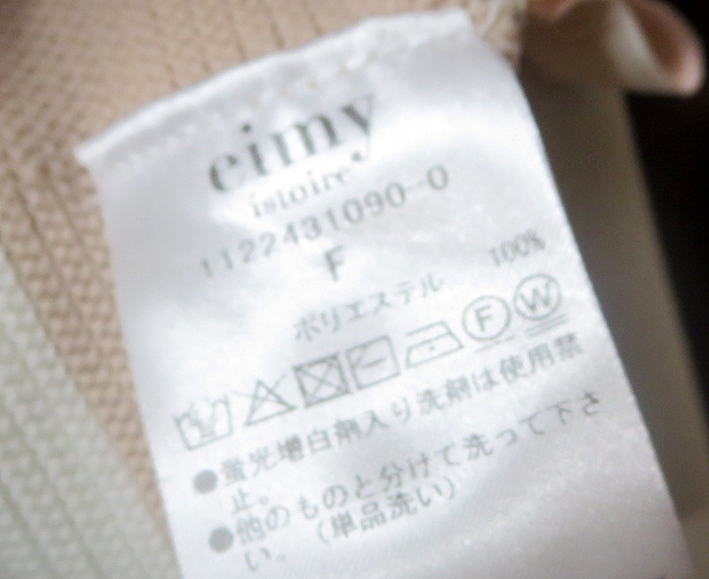 cimy
istoire
1122431090-0
F
ポリエステル 100%
F W
●蛍光増白剤入り洗剤は使用禁
止。
●他のものと分けて洗って下さ
い。(単品洗い)